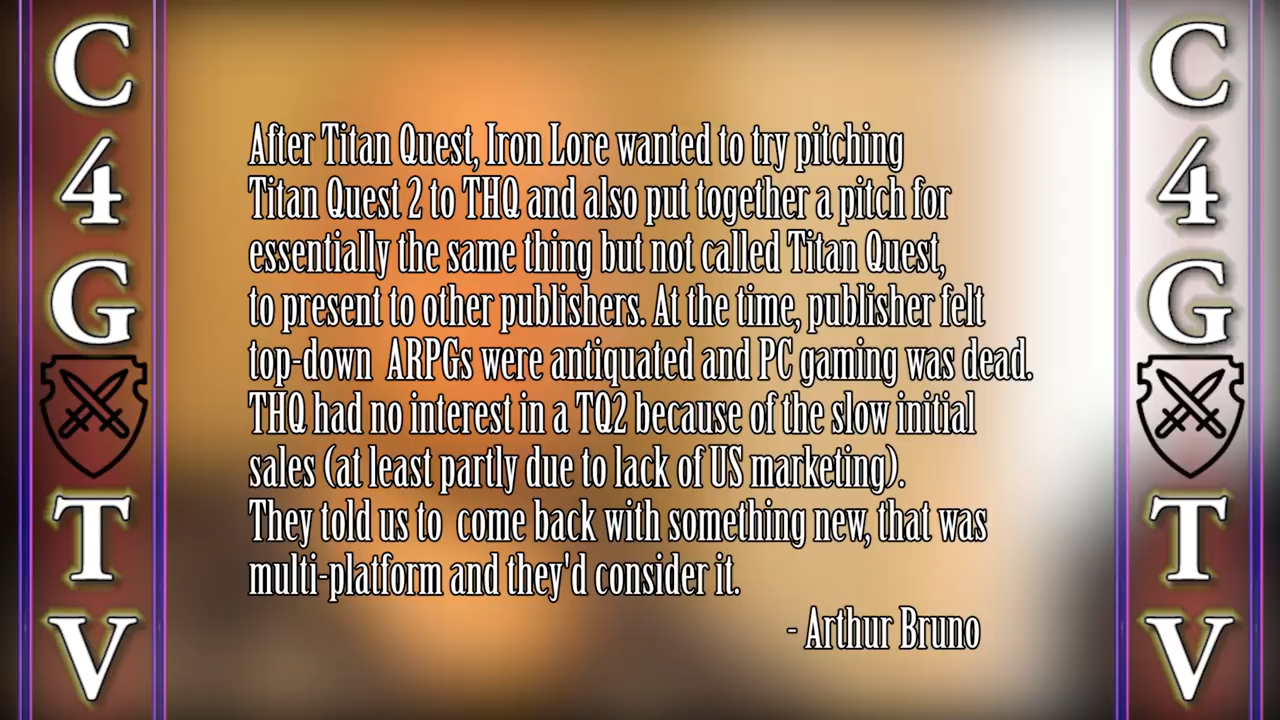 C
4
G
T
V
After Titan Quest, Iron Lore wanted to try pitching
Titan Quest 2 to THQ and also put together a pitch for
essentially the same thing but not called Titan Quest,
to present to other publishers. At the time, publisher felt
top-down  ARPGs were antiquated and PC gaming was dead.
THQ had no interest in a TQ2 because of the slow initial
sales (at least partly due to lack of US marketing).
They told us to  come back with something new, that was
multi-platform and they'd consider it.
- Arthur Bruno
C
4
G
T
V